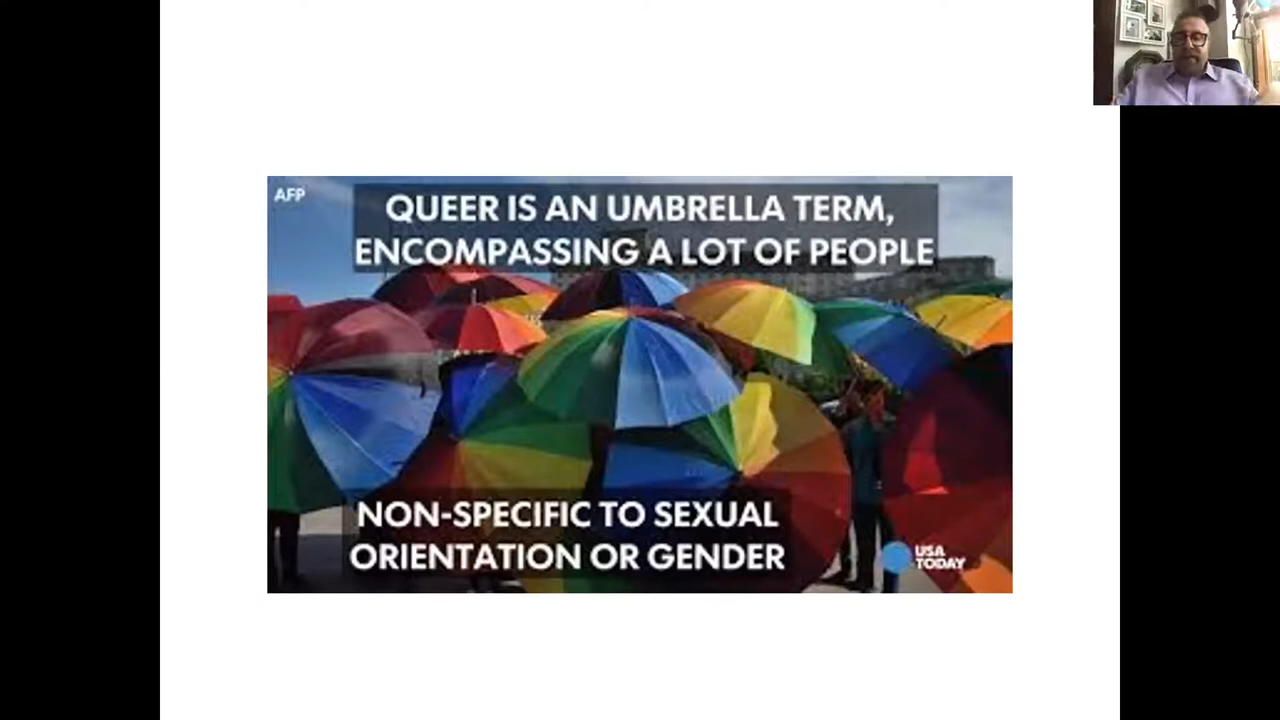 AFP
QUEER IS AN UMBRELLA TERM,
ENCOMPASSING A LOT OF PEOPLE
NON-SPECIFIC TO SEXUAL
ORIENTATION OR GENDER
USA
TODAY